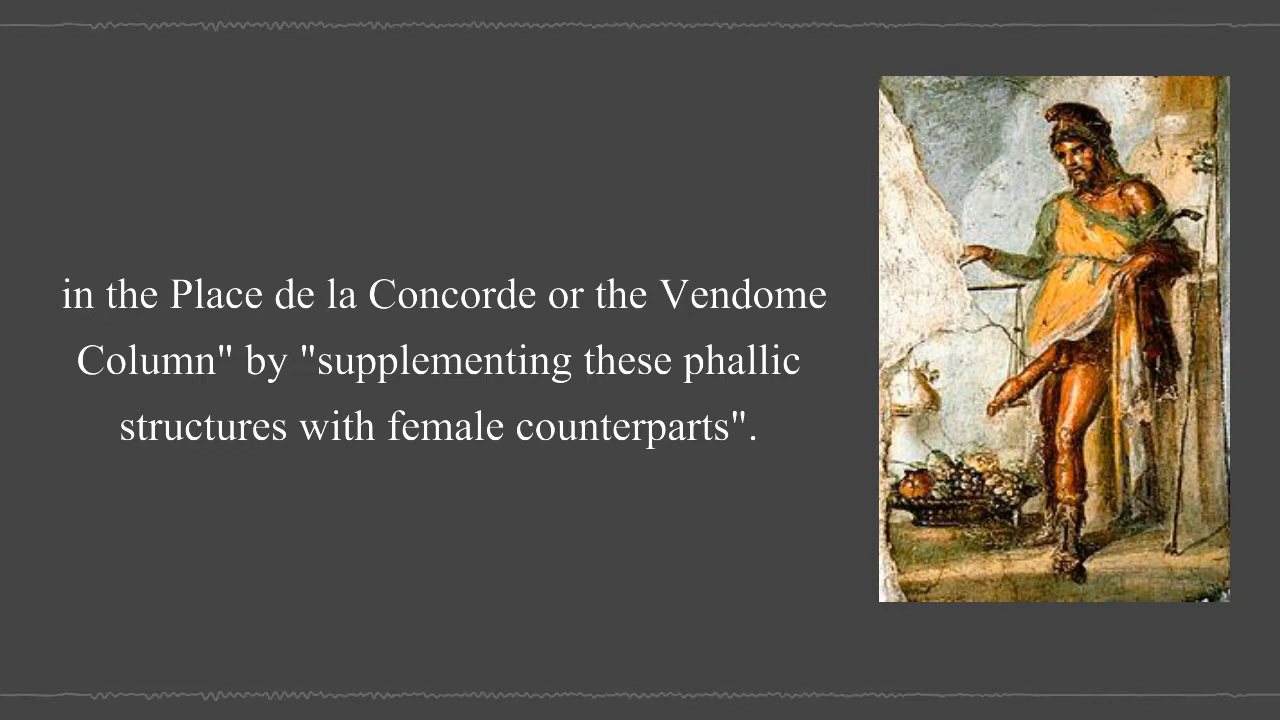 in the Place de la Concorde or the Vendome
Column" by "supplementing these phallic
structures with female counterparts".